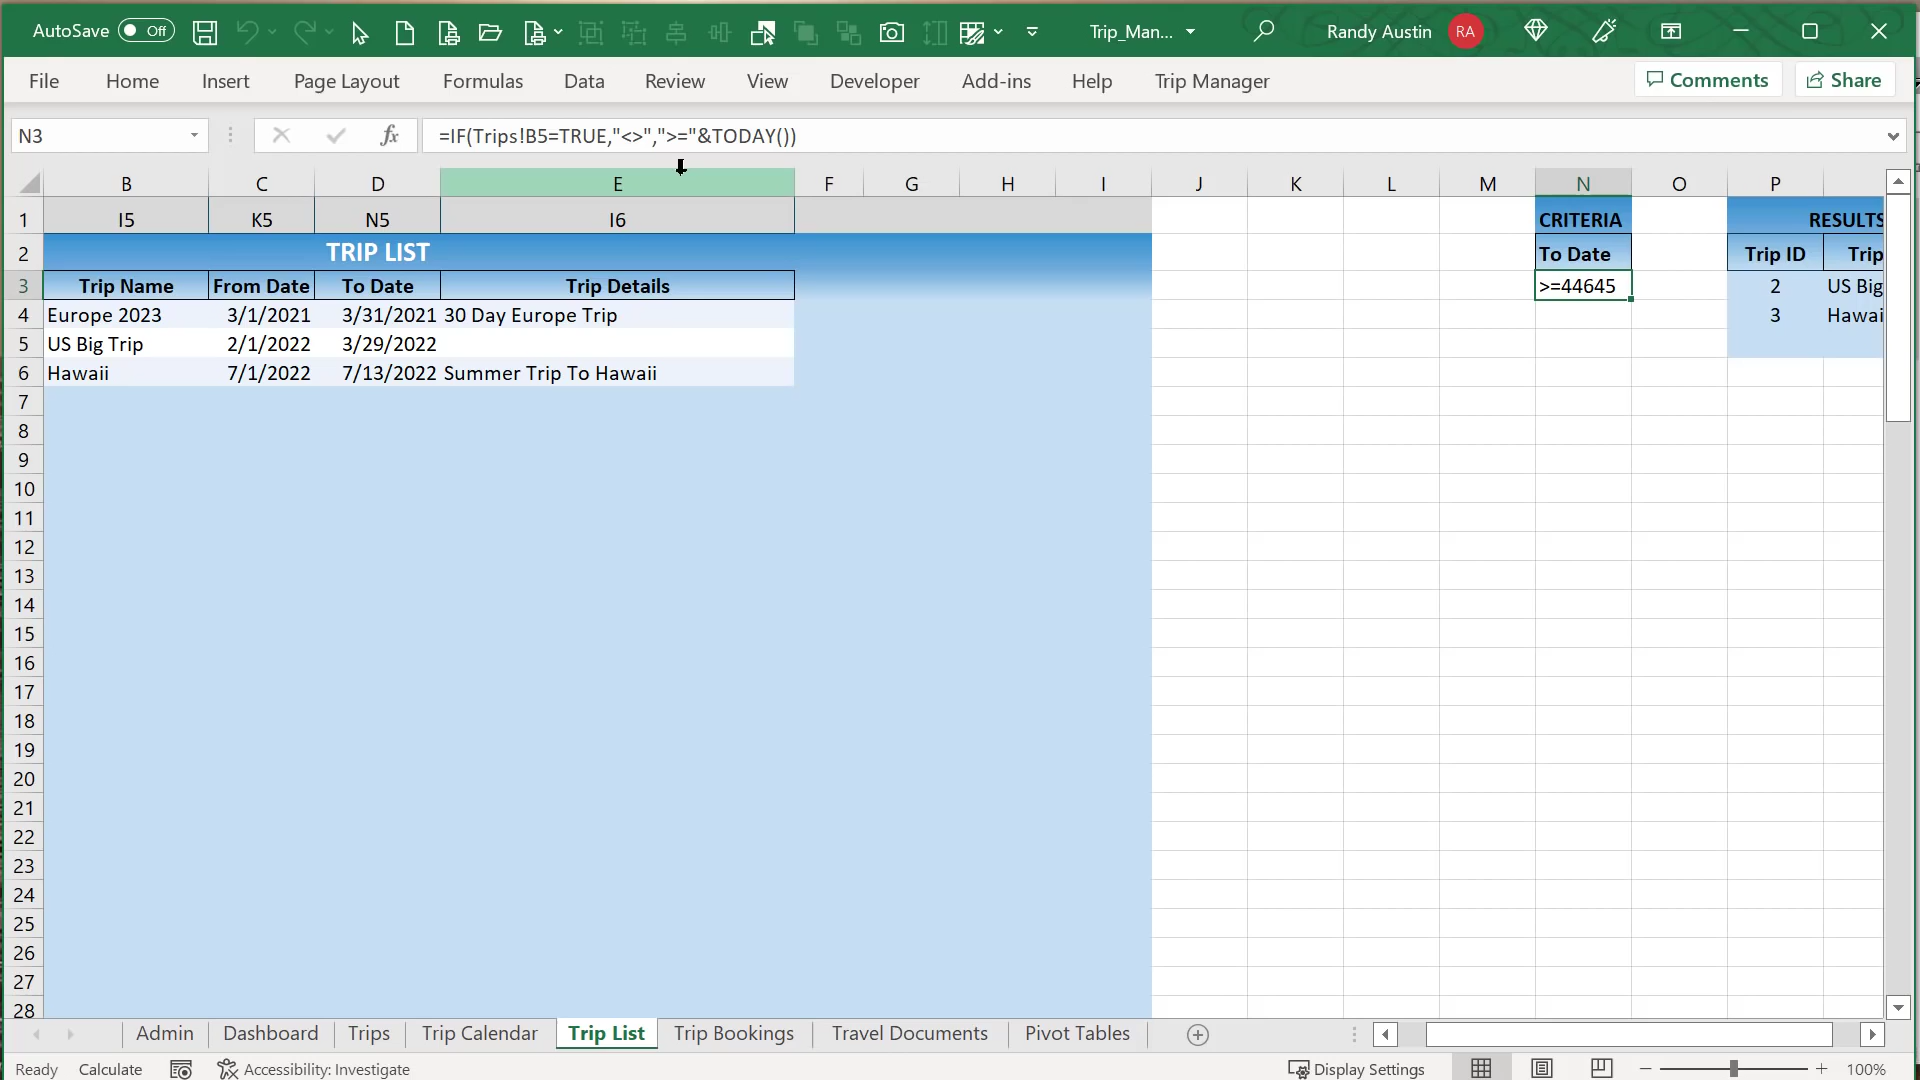 AutoSave Off Trip_Man... Randy Austin RA
File Home Insert Page Layout Formulas Data Review View Developer Add-ins Help Trip Manager Comments Share
N3 fx =IF(Trips!B5=TRUE,"<>",">="&TODAY())
B C D E F G H I J K L M N O P
1 I5 K5 N5 I6 CRITERIA RESULTS
2 TRIP LIST To Date Trip ID Trip
3 Trip Name From Date To Date Trip Details >=44645 2 US Big
4 Europe 2023 3/1/2021 3/31/2021 30 Day Europe Trip 3 Hawai
5 US Big Trip 2/1/2022 3/29/2022
6 Hawaii 7/1/2022 7/13/2022 Summer Trip To Hawaii
7
8
9
10
11
12
13
14
15
16
17
18
19
20
21
22
23
24
25
26
27
28
Admin Dashboard Trips Trip Calendar Trip List Trip Bookings Travel Documents Pivot Tables
Ready Calculate Accessibility: Investigate Display Settings 100%